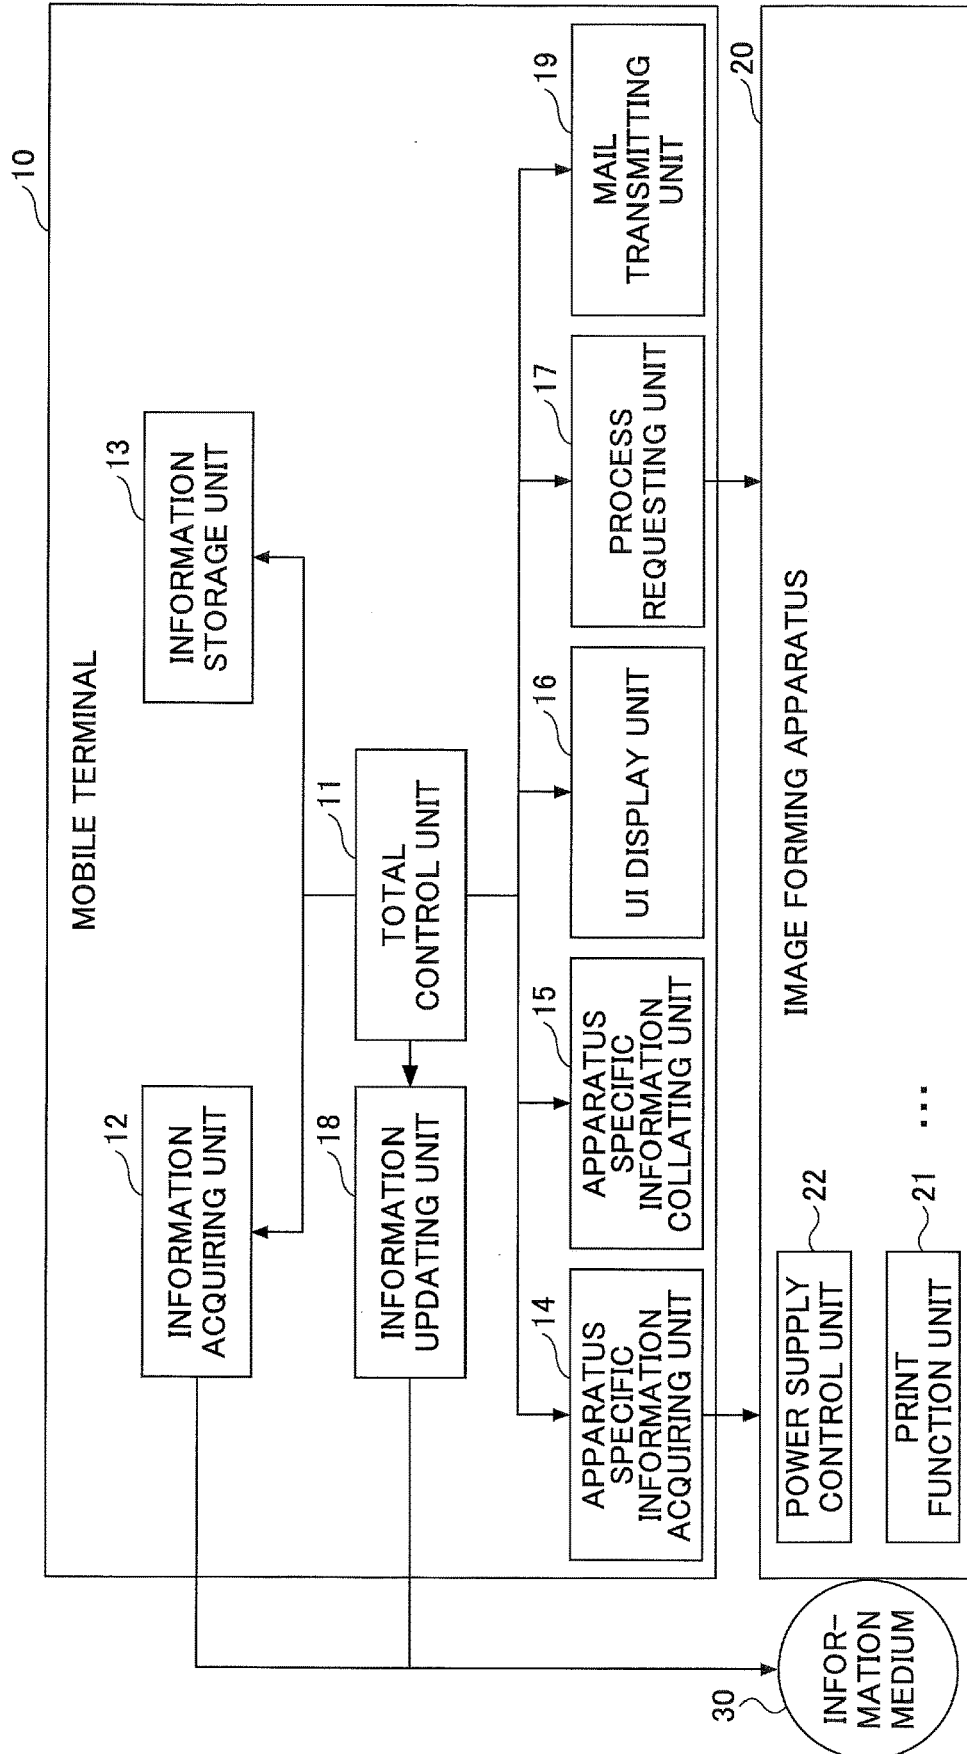 10
MOBILE TERMINAL
12
INFORMATION
ACQUIRING UNIT
13
INFORMATION
STORAGE UNIT
18
INFORMATION
UPDATING UNIT
11
TOTAL
CONTROL UNIT
14
APPARATUS
SPECIFIC
INFORMATION
ACQUIRING UNIT
15
APPARATUS
SPECIFIC
INFORMATION
COLLATING UNIT
16
UI DISPLAY UNIT
17
PROCESS
REQUESTING UNIT
19
MAIL
TRANSMITTING
UNIT
20
IMAGE FORMING APPARATUS
22
POWER SUPPLY
CONTROL UNIT
21
PRINT
FUNCTION UNIT
...
30
INFOR-
MATION
MEDIUM